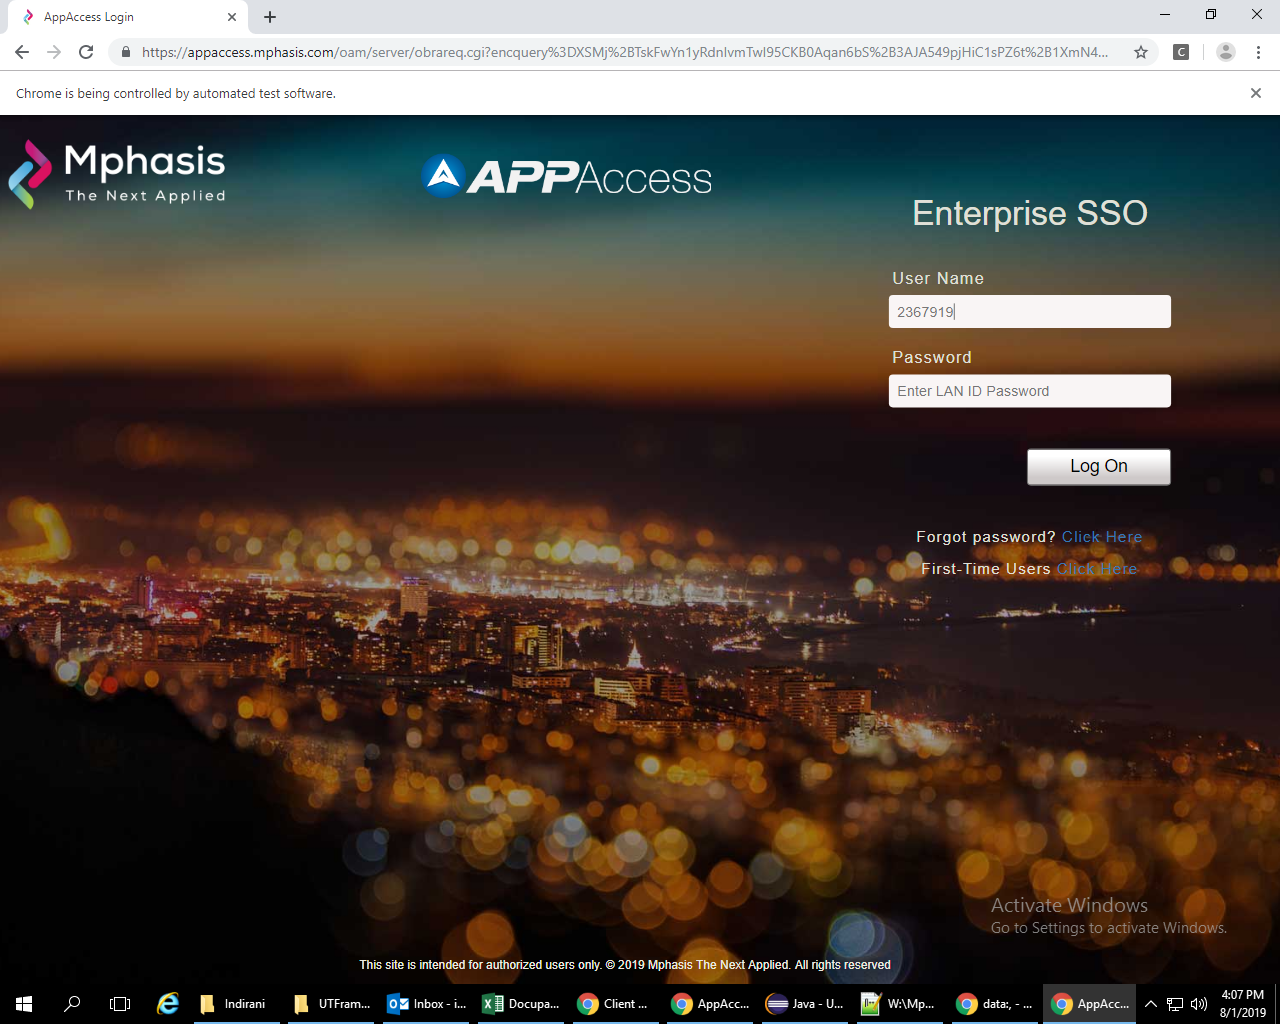 AppAccess Login
https://appaccess.mphasis.com/oam/server/obrareq.cgi?encquery%3DXSMj%2BTskFwYn1yRdnIvmTwI95CKB0Aqan6bS%2B3AJA549pjHiC1sPZ6t%2B1XmN4...
C
Chrome is being controlled by automated test software.
Mphasis
The Next Applied
APPAccess
Enterprise SSO
User Name
2367919
Password
Enter LAN ID Password
Log On
Forgot password? Click Here
First-Time Users Click Here
Activate Windows
Go to Settings to activate Windows.
This site is intended for authorized users only. © 2019 Mphasis The Next Applied. All rights reserved
Indirani
UTFram...
Inbox - i...
Docupa...
Client ...
AppAcc...
Java - U...
W:\Mp...
data:, - ...
AppAcc...
4:07 PM
8/1/2019